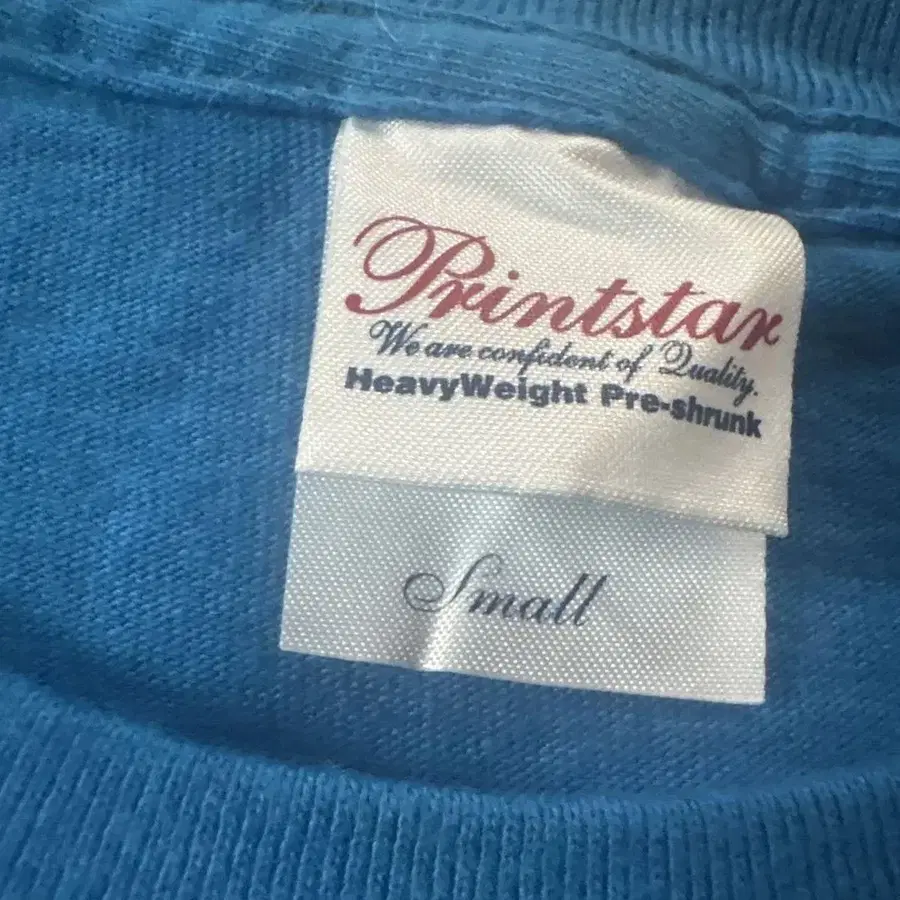 Printstar
We are confident of Quality.
HeavyWeight Pre-shrunk
Small